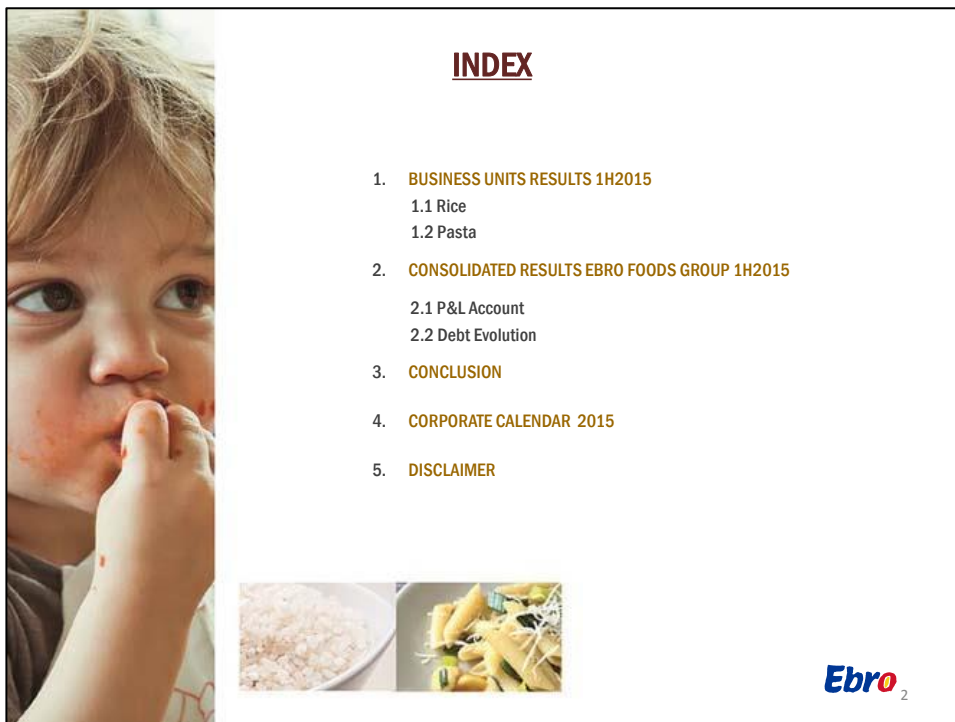 INDEX
1. BUSINESS UNITS RESULTS 1H2015
1.1 Rice
1.2 Pasta
2. CONSOLIDATED RESULTS EBRO FOODS GROUP 1H2015
2.1 P&L Account
2.2 Debt Evolution
3. CONCLUSION
4. CORPORATE CALENDAR 2015
5. DISCLAIMER
Ebro
2